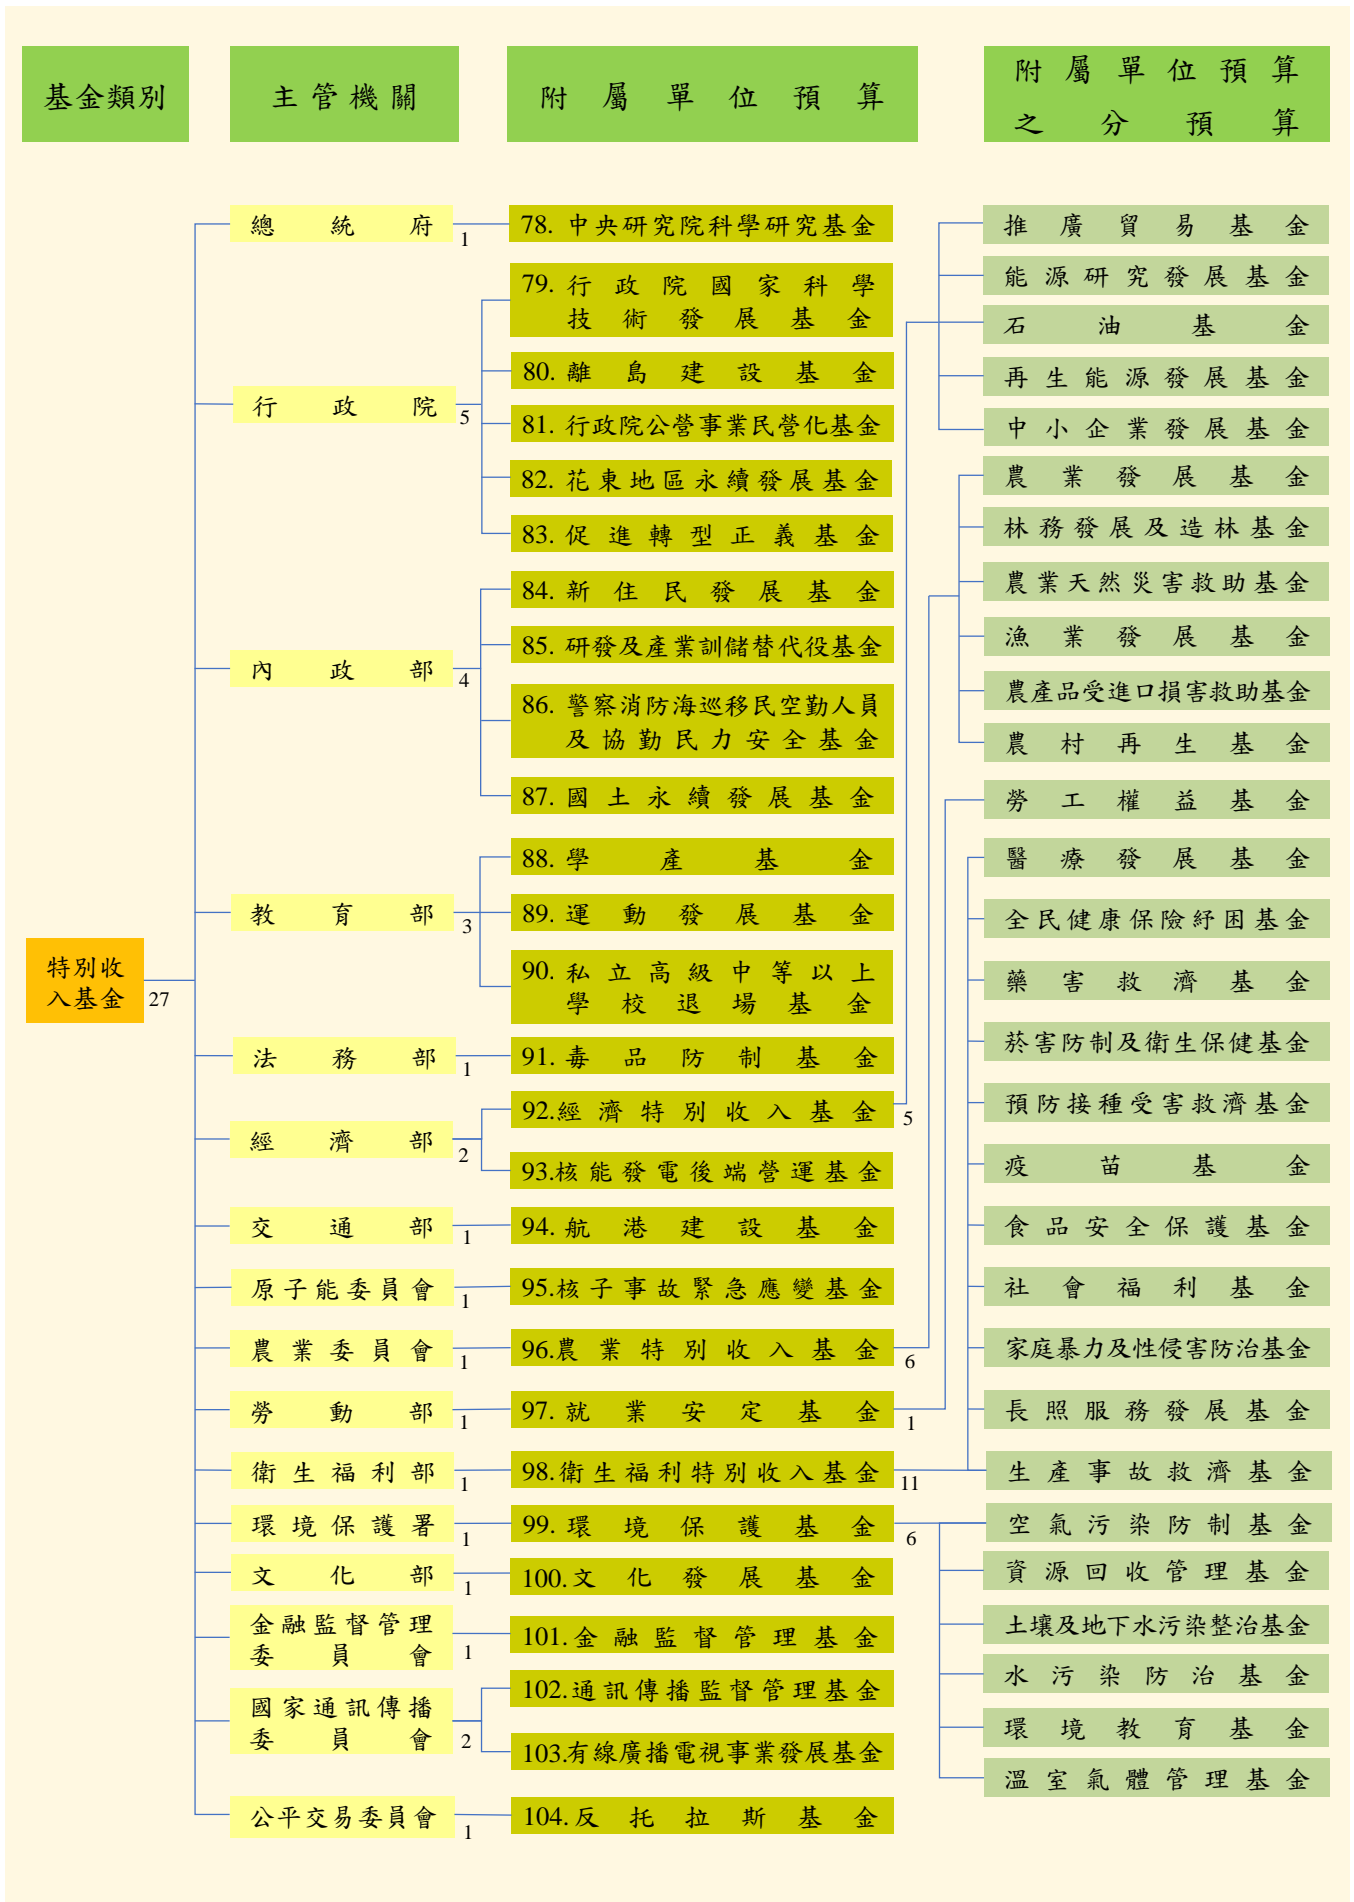 基金類別
主管機關
附屬單位預算
附屬單位預算
之分預算
特別收
入基金
27
總統府
1
行政院
5
內政部
4
教育部
3
法務部
1
經濟部
2
交通部
1
原子能委員會
1
農業委員會
1
勞動部
1
衛生福利部
1
環境保護署
1
文化部
1
金融監督管理
委員會
1
國家通訊傳播
委員會
2
公平交易委員會
1
78. 中央研究院科學研究基金
79. 行政院國家科學
技術發展基金
80. 離島建設基金
81. 行政院公營事業民營化基金
82. 花東地區永續發展基金
83. 促進轉型正義基金
84. 新住民發展基金
85. 研發及產業訓儲替代役基金
86. 警察消防海巡移民空勤人員
及協勤民力安全基金
87. 國土永續發展基金
88. 學產基金
89. 運動發展基金
90. 私立高級中等以上
學校退場基金
91. 毒品防制基金
92.經濟特別收入基金
5
93.核能發電後端營運基金
94. 航港建設基金
95.核子事故緊急應變基金
96.農業特別收入基金
6
97. 就業安定基金
1
98.衛生福利特別收入基金
11
99. 環境保護基金
6
100.文化發展基金
101.金融監督管理基金
102.通訊傳播監督管理基金
103.有線廣播電視事業發展基金
104.反托拉斯基金
推廣貿易基金
能源研究發展基金
石油基金
再生能源發展基金
中小企業發展基金
農業發展基金
林務發展及造林基金
農業天然災害救助基金
漁業發展基金
農產品受進口損害救助基金
農村再生基金
勞工權益基金
醫療發展基金
全民健康保險紓困基金
藥害救濟基金
菸害防制及衛生保健基金
預防接種受害救濟基金
疫苗基金
食品安全保護基金
社會福利基金
家庭暴力及性侵害防治基金
長照服務發展基金
生產事故救濟基金
空氣污染防制基金
資源回收管理基金
土壤及地下水污染整治基金
水污染防治基金
環境教育基金
溫室氣體管理基金